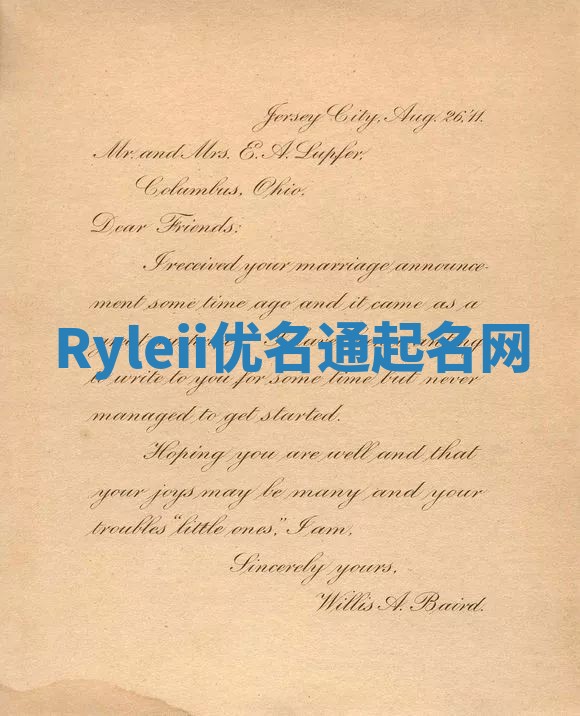 Jersey City, Aug. 26, '11.
Mr. and Mrs. E. A. Lupfer,
Columbus, Ohio.
Dear Friends:
I received your marriage announce-
ment some time ago and it came as a
Ryleii优名通起名网
to write to you for some time but never
managed to get started.
Hoping you are well and that
your joys may be many and your
troubles "little ones," I am,
Sincerely yours,
Willis A. Baird.